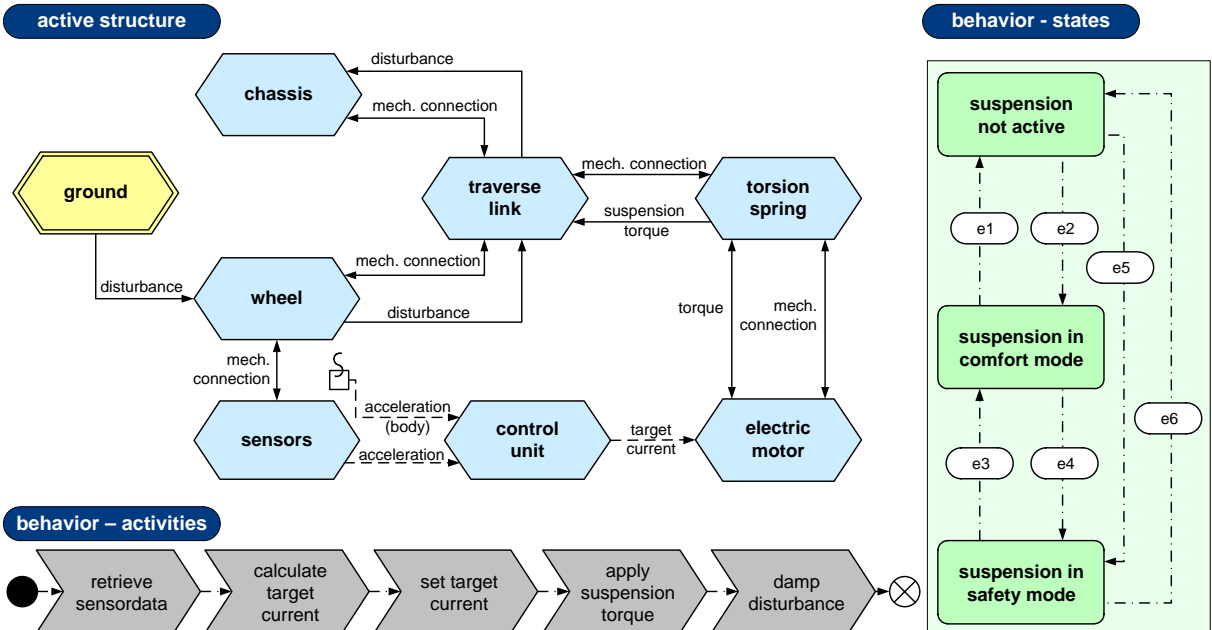 active structure
behavior - states
disturbance
chassis
mech. connection
ground
traverse
link
mech. connection
torsion
spring
suspension
torque
mech. connection
disturbance
wheel
disturbance
torque
mech.
connection
mech.
connection
acceleration
(body)
sensors
acceleration
control
unit
target
current
electric
motor
suspension
not active
e1
e2
e5
suspension in
comfort mode
e6
e3
e4
suspension in
safety mode
behavior – activities
retrieve
sensordata
calculate
target
current
set target
current
apply
suspension
torque
damp
disturbance